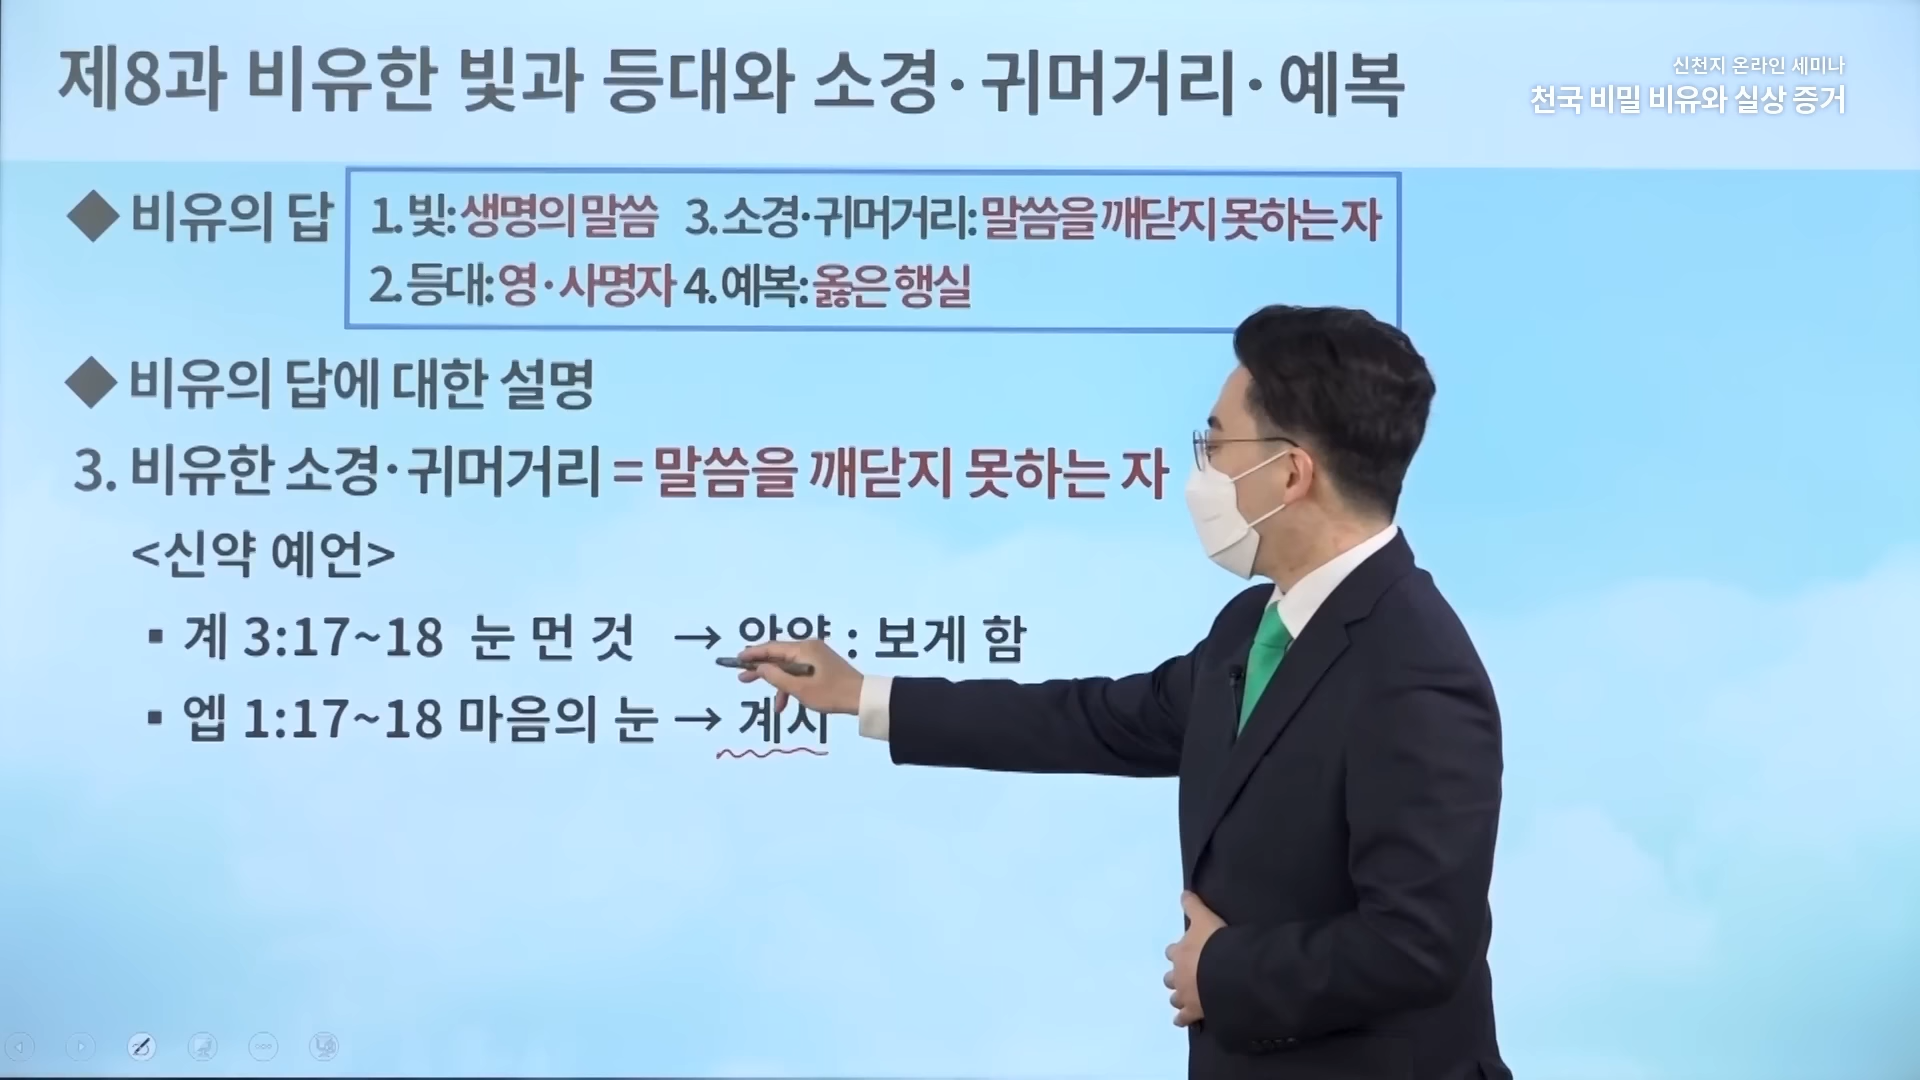 제8과 비유한 빛과 등대와 소경·귀머거리·예복
신천지 온라인 세미나
천국 비밀 비유와 실상 증거
◆ 비유의 답
1. 빛: 생명의 말씀 3. 소경·귀머거리: 말씀을 깨닫지 못하는 자
2. 등대: 영·사명자 4. 예복: 옳은 행실
◆ 비유의 답에 대한 설명
3. 비유한 소경·귀머거리 = 말씀을 깨닫지 못하는 자
<신약 예언>
▪ 계 3:17~18 눈 먼 것 → 안약 : 보게 함
▪ 엡 1:17~18 마음의 눈 → 계시